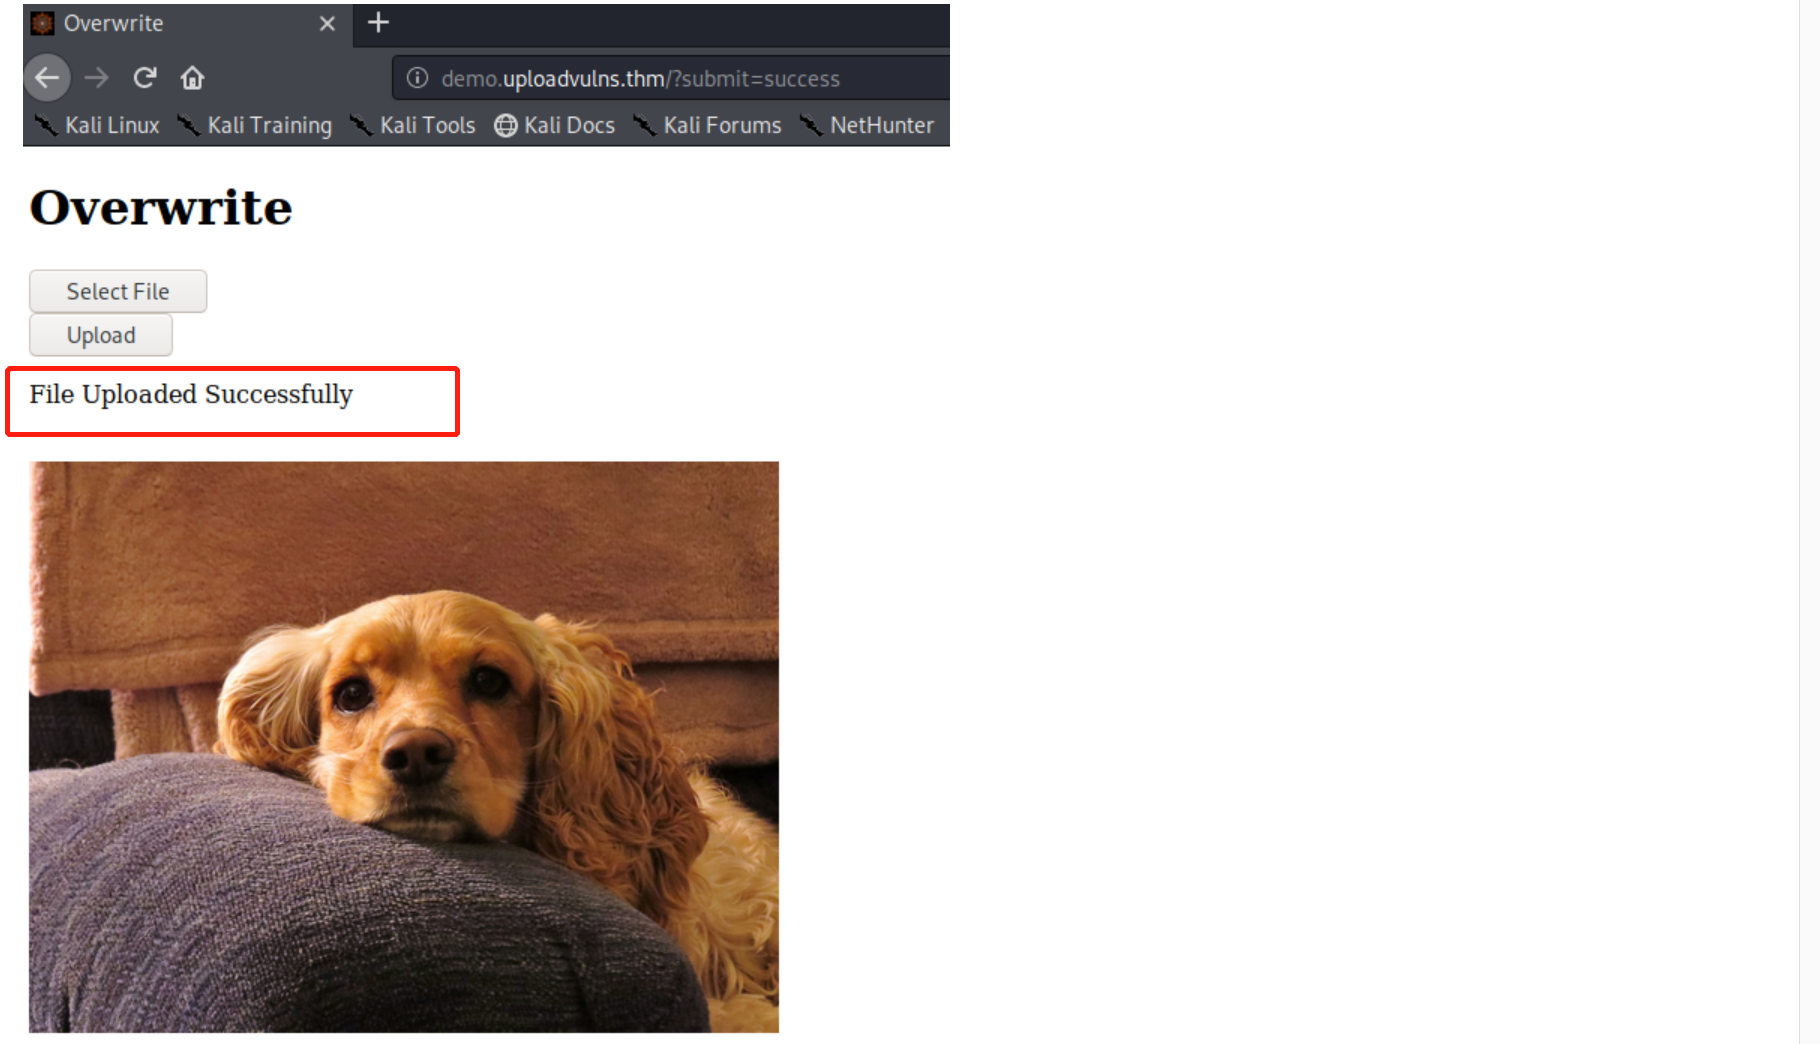 Overwrite
demo.uploadvulns.thm/?submit=success
Kali Linux Kali Training Kali Tools Kali Docs Kali Forums NetHunter
Overwrite
Select File
Upload
File Uploaded Successfully